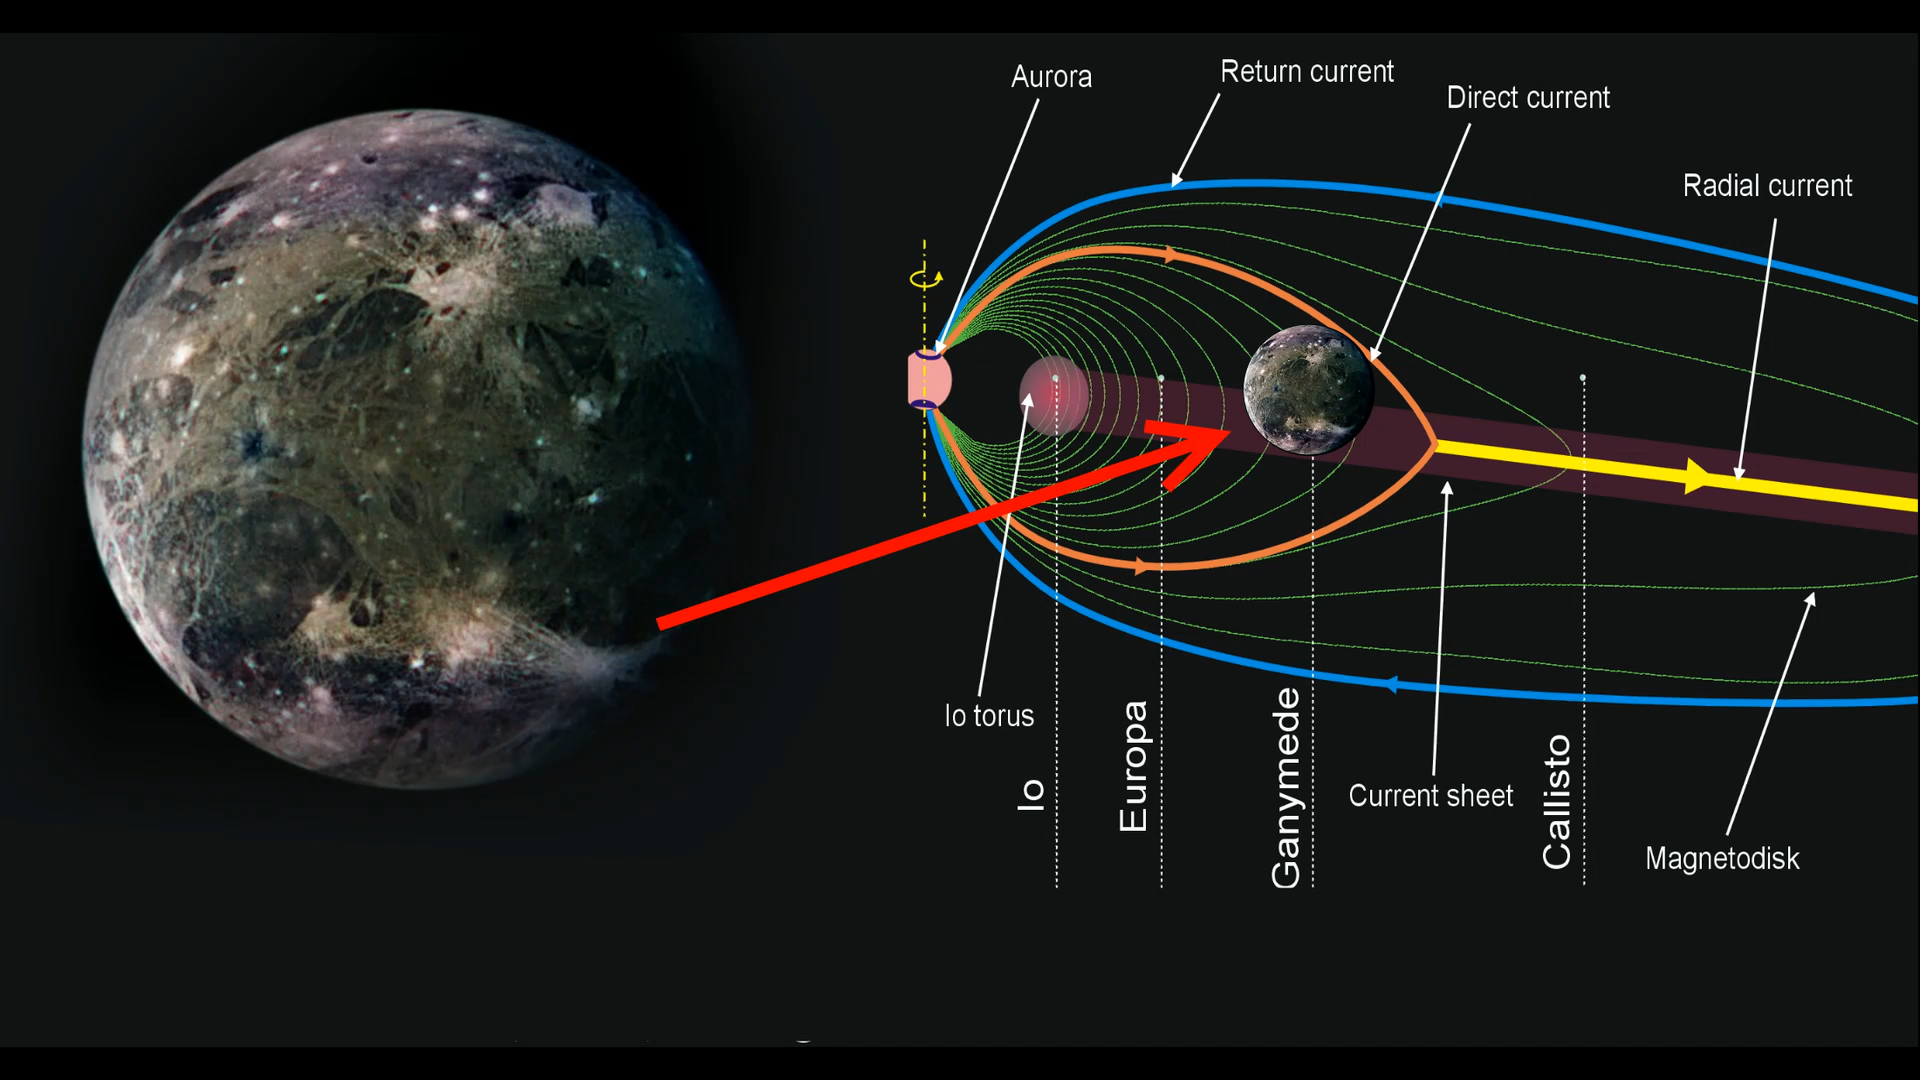 Aurora
Return current
Direct current
Radial current
Io torus
Io
Europa
Ganymede
Current sheet
Callisto
Magnetodisk